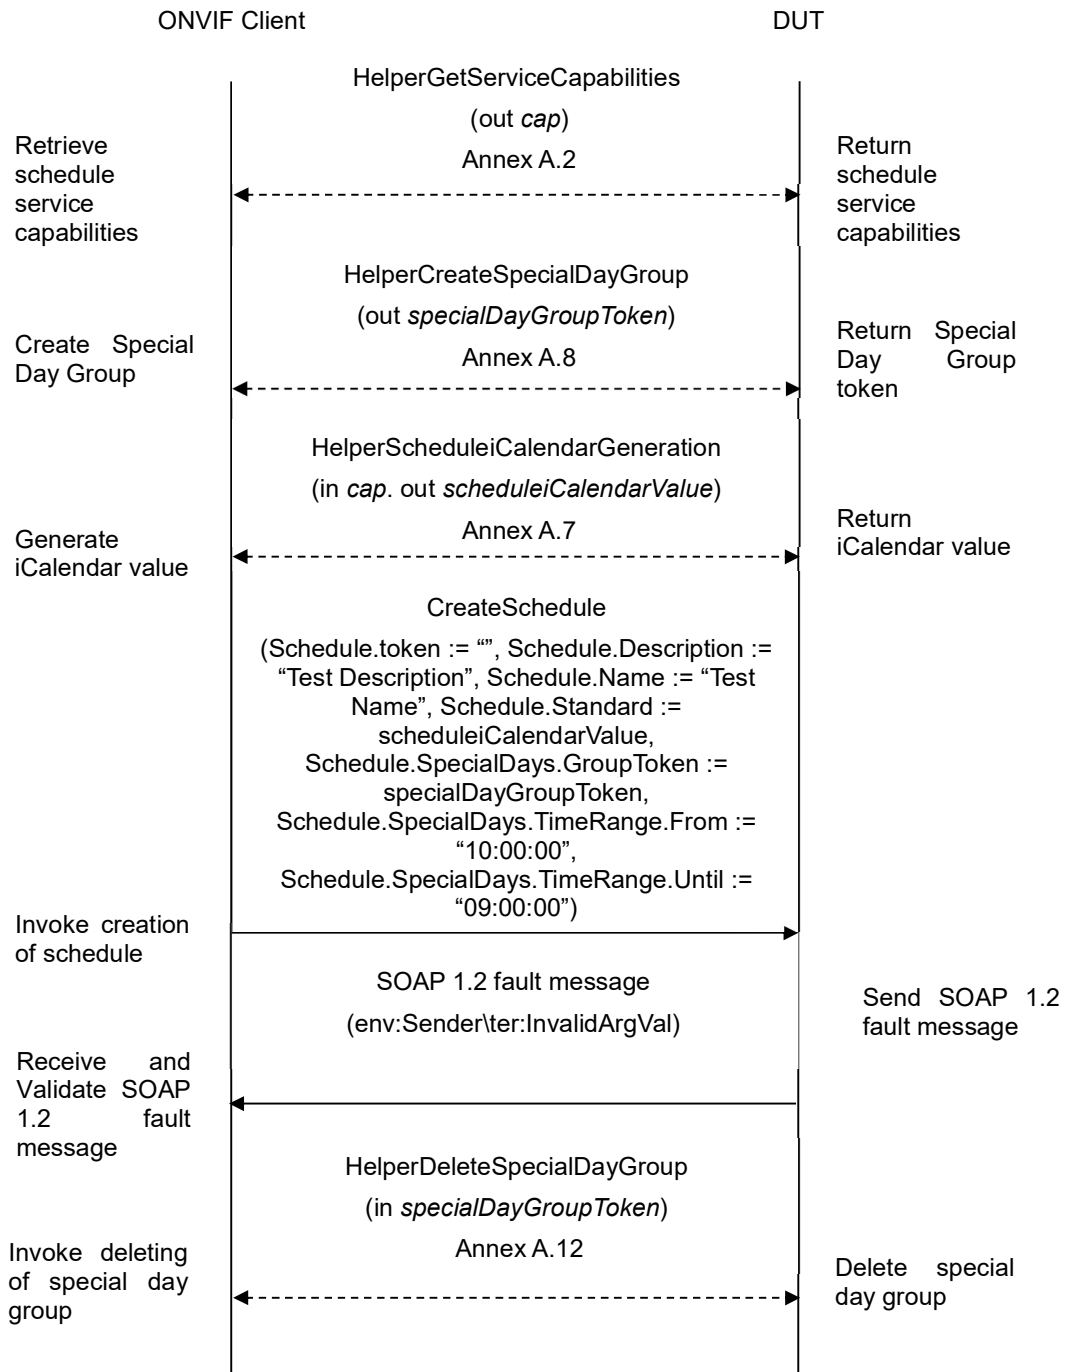 ONVIF Client
DUT
HelperGetServiceCapabilities
(out cap)
Annex A.2
Retrieve
schedule
service
capabilities
Return
schedule
service
capabilities
HelperCreateSpecialDayGroup
(out specialDayGroupToken)
Annex A.8
Create Special
Day Group
Return Special
Day Group
token
HelperScheduleiCalendarGeneration
(in cap. out scheduleiCalendarValue)
Annex A.7
Generate
iCalendar value
Return
iCalendar value
CreateSchedule
(Schedule.token := “”, Schedule.Description :=
“Test Description”, Schedule.Name := “Test
Name”, Schedule.Standard :=
scheduleiCalendarValue,
Schedule.SpecialDays.GroupToken :=
specialDayGroupToken,
Schedule.SpecialDays.TimeRange.From :=
“10:00:00”,
Schedule.SpecialDays.TimeRange.Until :=
“09:00:00”)
Invoke creation
of schedule
SOAP 1.2 fault message
(env:Sender\ter:InvalidArgVal)
Send SOAP 1.2
fault message
Receive and
Validate SOAP
1.2 fault
message
HelperDeleteSpecialDayGroup
(in specialDayGroupToken)
Annex A.12
Invoke deleting
of special day
group
Delete special
day group